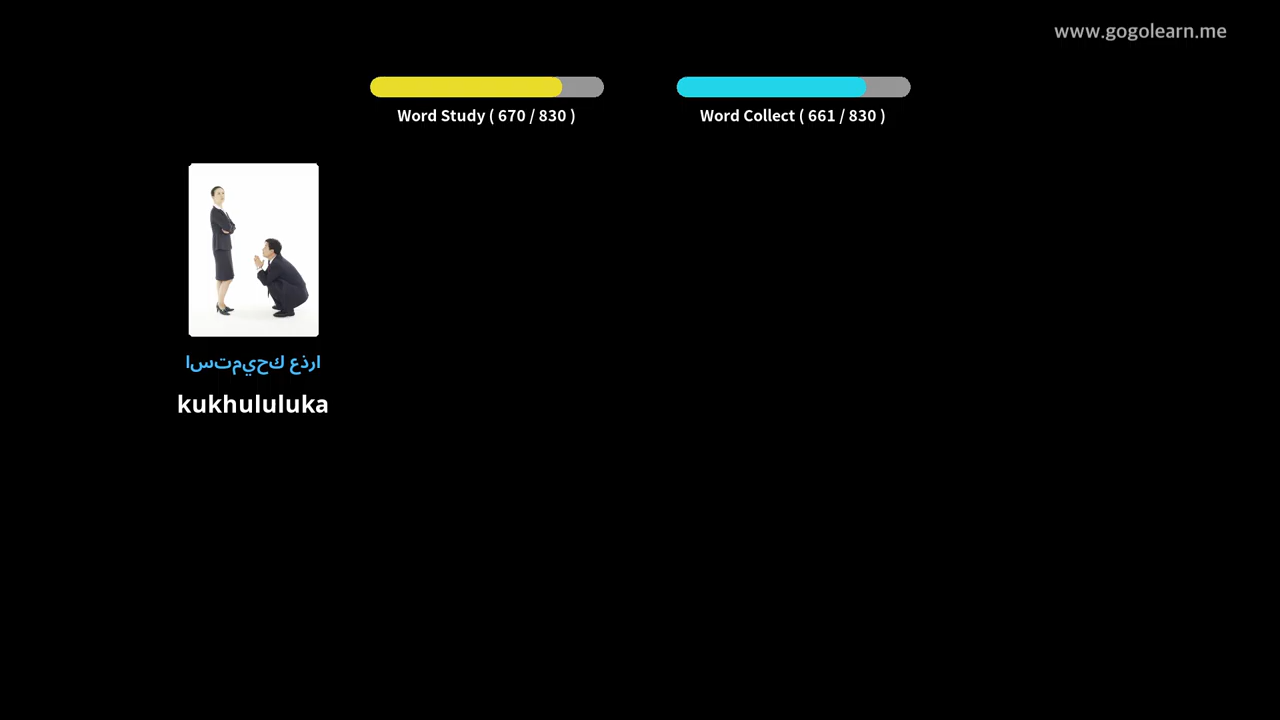 www.gogolearn.me
Word Study ( 670 / 830 )
Word Collect ( 661 / 830 )
استميحك عذرا
kukhululuka